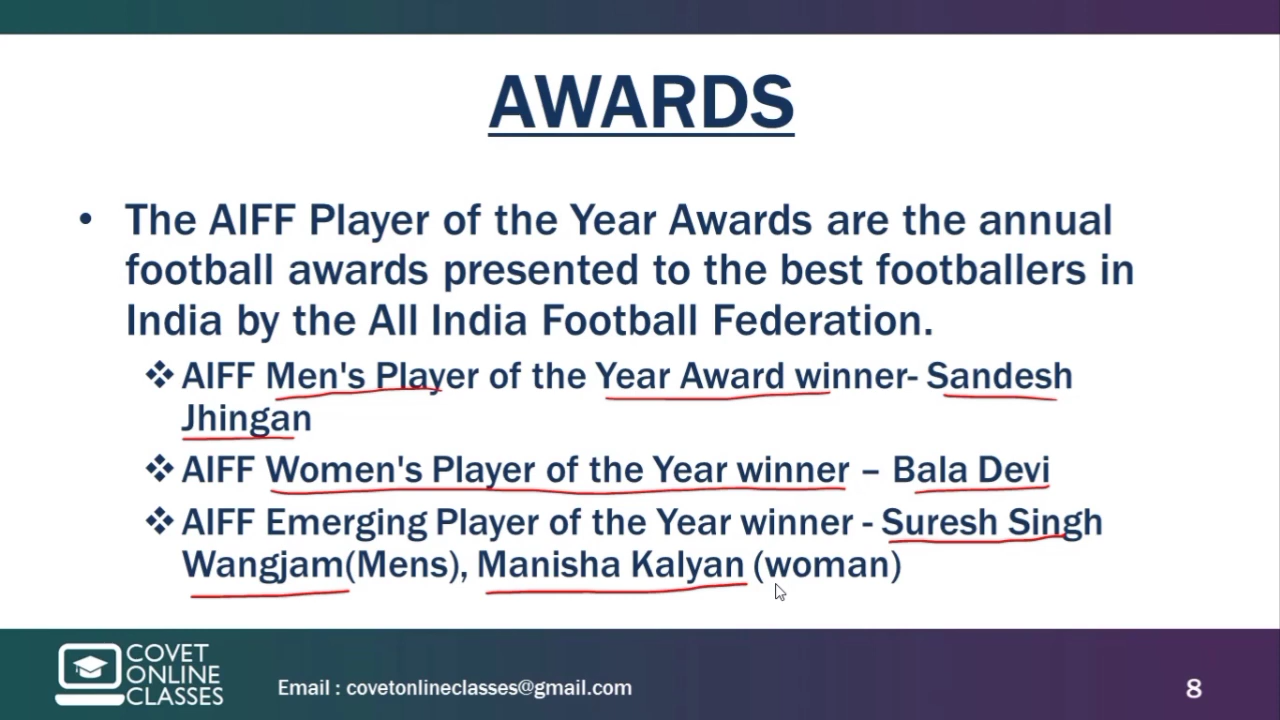 AWARDS
• The AIFF Player of the Year Awards are the annual
football awards presented to the best footballers in
India by the All India Football Federation.
❖ AIFF Men's Player of the Year Award winner- Sandesh
Jhingan
❖ AIFF Women's Player of the Year winner – Bala Devi
❖ AIFF Emerging Player of the Year winner - Suresh Singh
Wangjam(Mens), Manisha Kalyan (woman)
COVET
ONLINE
CLASSES
Email : covetonlineclasses@gmail.com
8